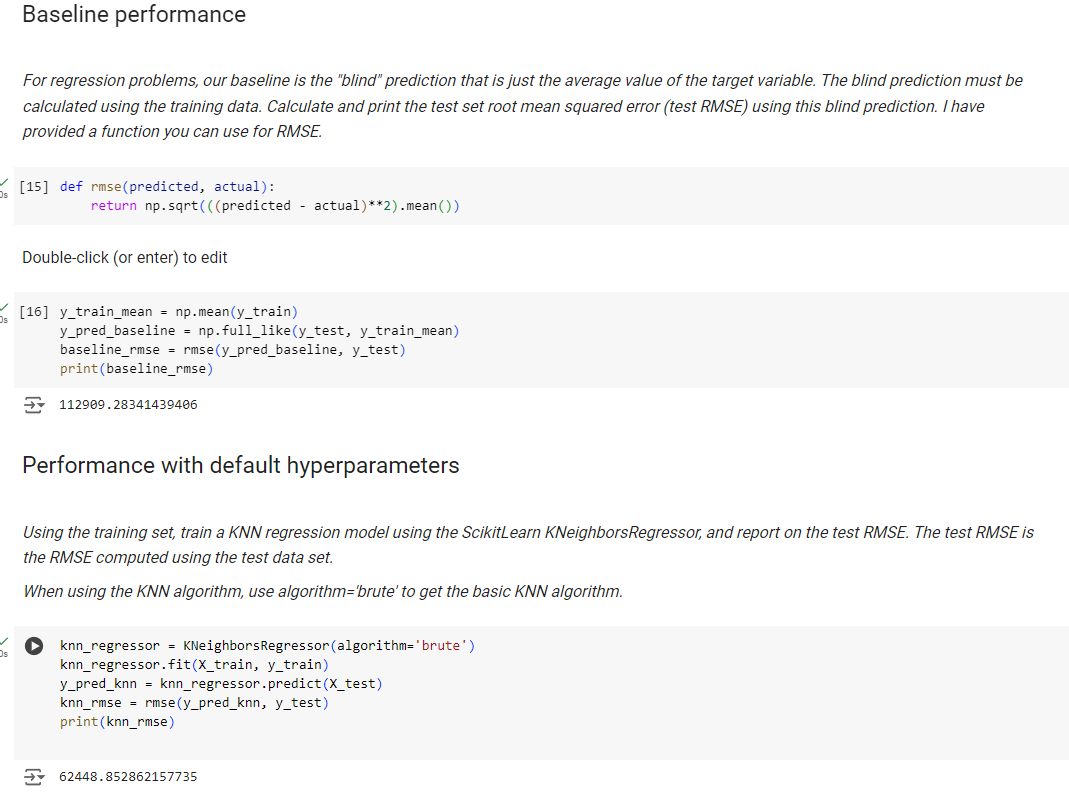 Baseline performance
For regression problems, our baseline is the "blind" prediction that is just the average value of the target variable. The blind prediction must be
calculated using the training data. Calculate and print the test set root mean squared error (test RMSE) using this blind prediction. I have
provided a function you can use for RMSE.
0s
[15] def rmse(predicted, actual):
return np.sqrt(((predicted - actual)**2).mean())
Double-click (or enter) to edit
0s
[16] y_train_mean = np.mean(y_train)
y_pred_baseline = np.full_like(y_test, y_train_mean)
baseline_rmse = rmse(y_pred_baseline, y_test)
print(baseline_rmse)
112909.28341439406
Performance with default hyperparameters
Using the training set, train a KNN regression model using the ScikitLearn KNeighborsRegressor, and report on the test RMSE. The test RMSE is
the RMSE computed using the test data set.
When using the KNN algorithm, use algorithm='brute' to get the basic KNN algorithm.
0s
knn_regressor = KNeighborsRegressor(algorithm='brute')
knn_regressor.fit(X_train, y_train)
y_pred_knn = knn_regressor.predict(X_test)
knn_rmse = rmse(y_pred_knn, y_test)
print(knn_rmse)
62448.852862157735